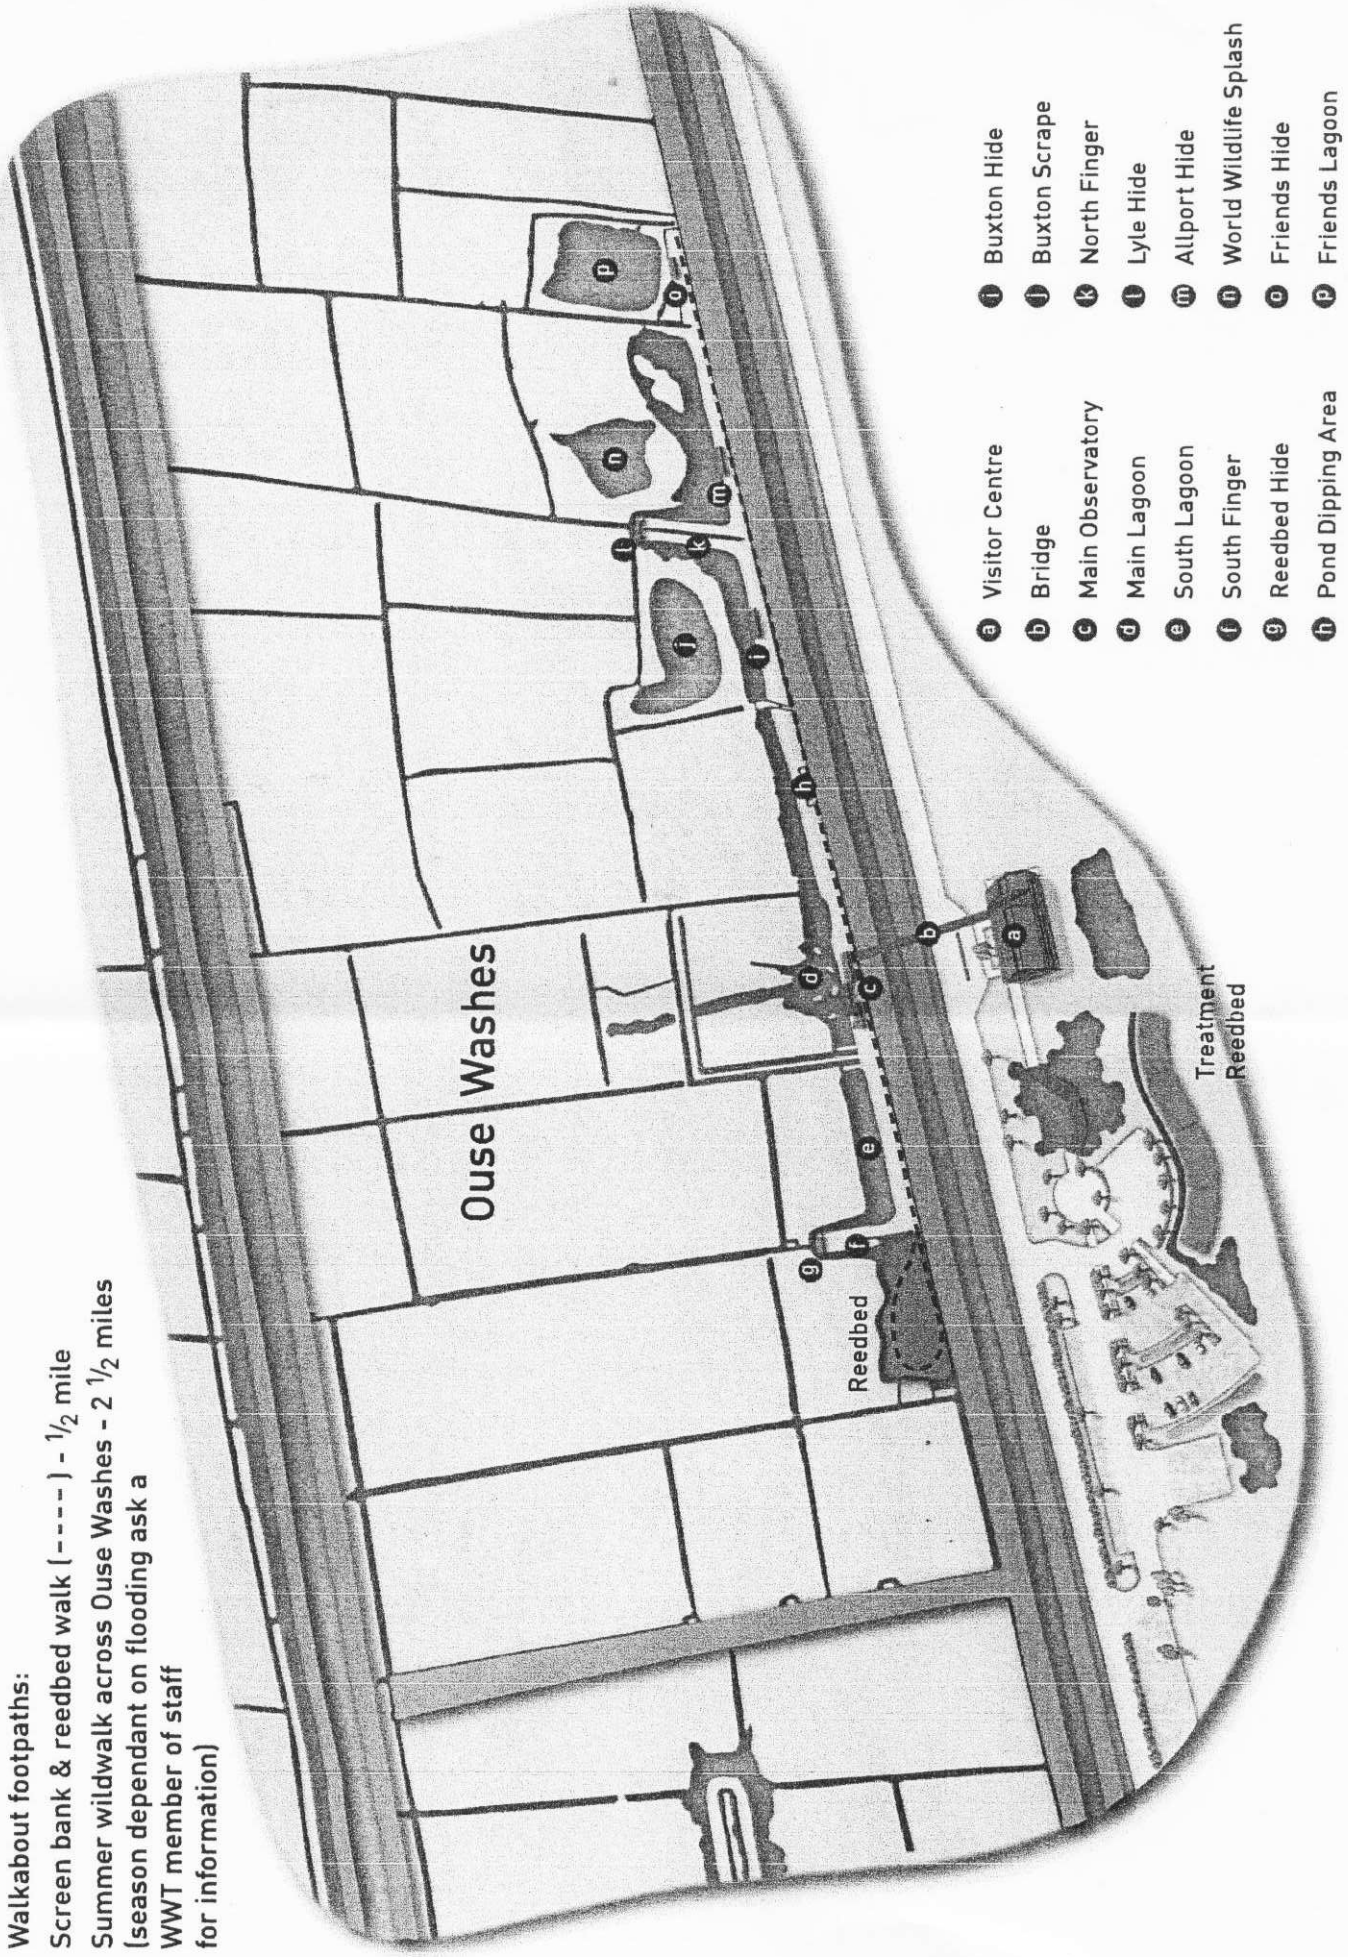 Walkabout footpaths:
Screen bank & reedbed walk (----) - 1/2 mile
Summer wildwalk across Ouse Washes - 2 1/2 miles
(season dependant on flooding ask a
WWT member of staff
for information)
Ouse Washes
Reedbed
Treatment
Reedbed
a
b
c
d
e
f
g
h
i
j
k
l
m
n
o
p
a Visitor Centre
b Bridge
c Main Observatory
d Main Lagoon
e South Lagoon
f South Finger
g Reedbed Hide
h Pond Dipping Area
i Buxton Hide
j Buxton Scrape
k North Finger
l Lyle Hide
m Allport Hide
n World Wildlife Splash
o Friends Hide
p Friends Lagoon